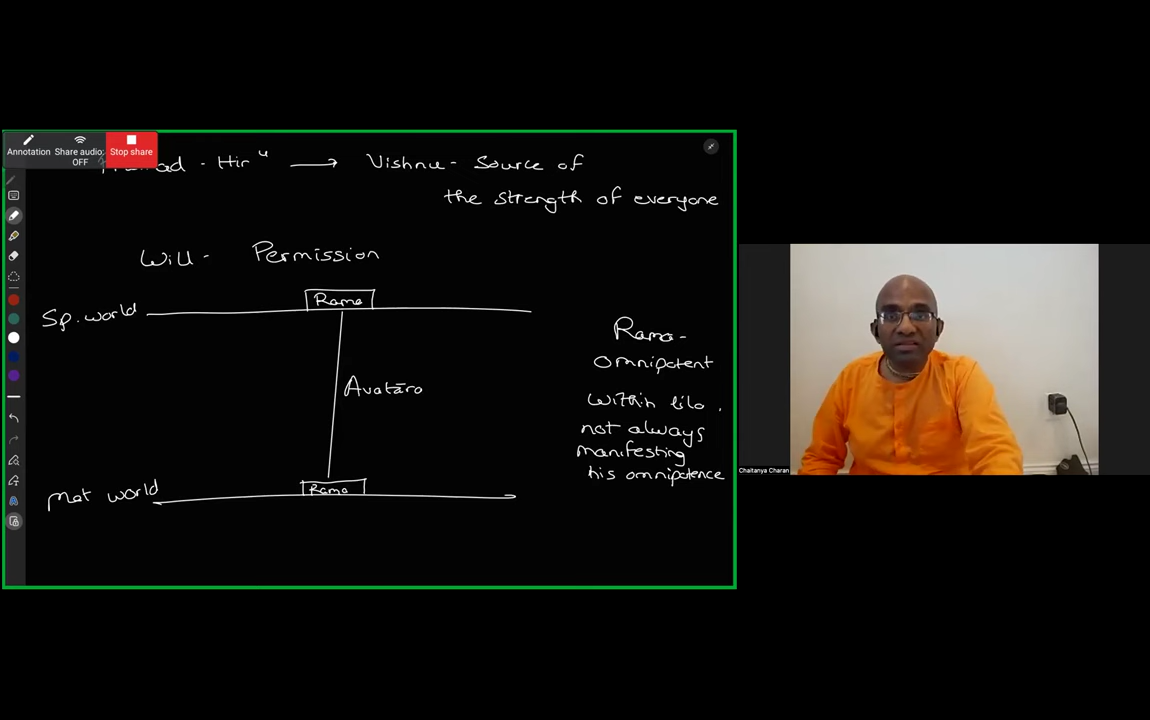 Annotation
Share audio:
OFF
Stop share
Hir u → Vishnu - Source of
the strength of everyone
Will - Permission
Sp. world
Rama
Avatāra
Mat world
Rama
Rama -
Omnipotent
Within lila,
not always
manifesting
his omnipotence
Chaitanya Charan